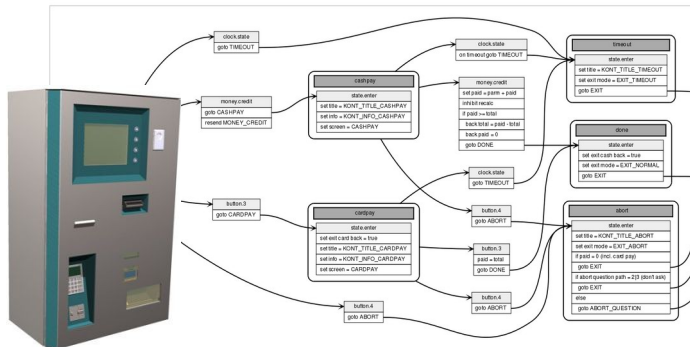 clock.state
goto TIMEOUT
money.credit
goto CASHPAY
resend MONEY_CREDIT
button.3
goto CARDPAY
button.4
goto ABORT
cashpay
state.enter
set title = KONT_TITLE_CASHPAY
set info = KONT_INFO_CASHPAY
set screen = CASHPAY
cardpay
state.enter
set exit card back = true
set title = KONT_TITLE_CARDPAY
set info = KONT_INFO_CARDPAY
set screen = CARDPAY
clock.state
on timeout goto TIMEOUT
money.credit
set paid = parm + paid
inhibit recalc
if paid >= total
back total = paid - total
back paid = 0
goto DONE
clock.state
goto TIMEOUT
button.4
goto ABORT
button.3
paid = total
goto DONE
button.4
goto ABORT
timeout
state.enter
set title = KONT_TITLE_TIMEOUT
set exit mode = EXIT_TIMEOUT
goto EXIT
done
state.enter
set exit cash back = true
set exit mode = EXIT_NORMAL
goto EXIT
abort
state.enter
set title = KONT_TITLE_ABORT
set exit mode = EXIT_ABORT
if paid = 0 (incl. card pay)
goto EXIT
if abort question path = 2|3 (don't ask)
goto EXIT
else
goto ABORT_QUESTION